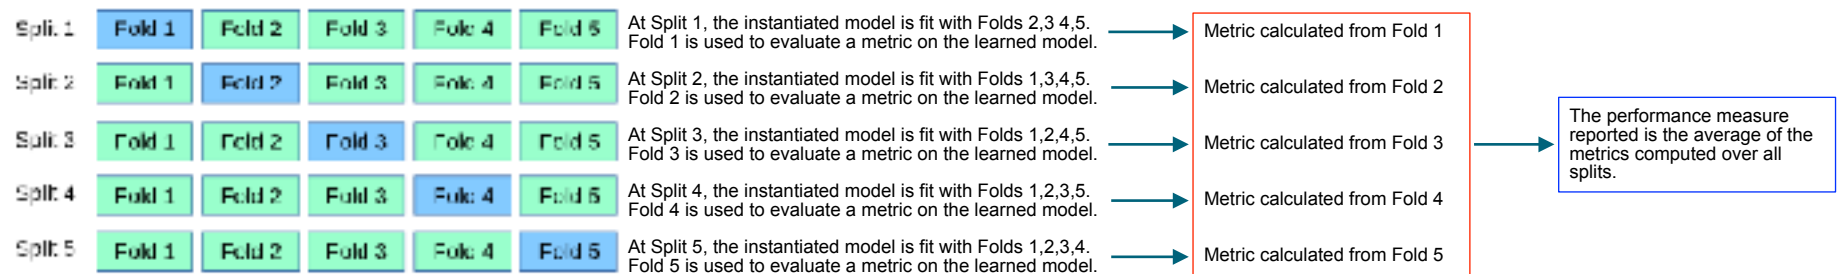 Split 1 Fold 1 Fold 2 Fold 3 Fold 4 Fold 5 At Split 1, the instantiated model is fit with Folds 2,3 4,5.
Fold 1 is used to evaluate a metric on the learned model.
Metric calculated from Fold 1
Split 2 Fold 1 Fold 2 Fold 3 Fold 4 Fold 5 At Split 2, the instantiated model is fit with Folds 1,3,4,5.
Fold 2 is used to evaluate a metric on the learned model.
Metric calculated from Fold 2
Split 3 Fold 1 Fold 2 Fold 3 Fold 4 Fold 5 At Split 3, the instantiated model is fit with Folds 1,2,4,5.
Fold 3 is used to evaluate a metric on the learned model.
Metric calculated from Fold 3
Split 4 Fold 1 Fold 2 Fold 3 Fold 4 Fold 5 At Split 4, the instantiated model is fit with Folds 1,2,3,5.
Fold 4 is used to evaluate a metric on the learned model.
Metric calculated from Fold 4
Split 5 Fold 1 Fold 2 Fold 3 Fold 4 Fold 5 At Split 5, the instantiated model is fit with Folds 1,2,3,4.
Fold 5 is used to evaluate a metric on the learned model.
Metric calculated from Fold 5
The performance measure
reported is the average of the
metrics computed over all
splits.